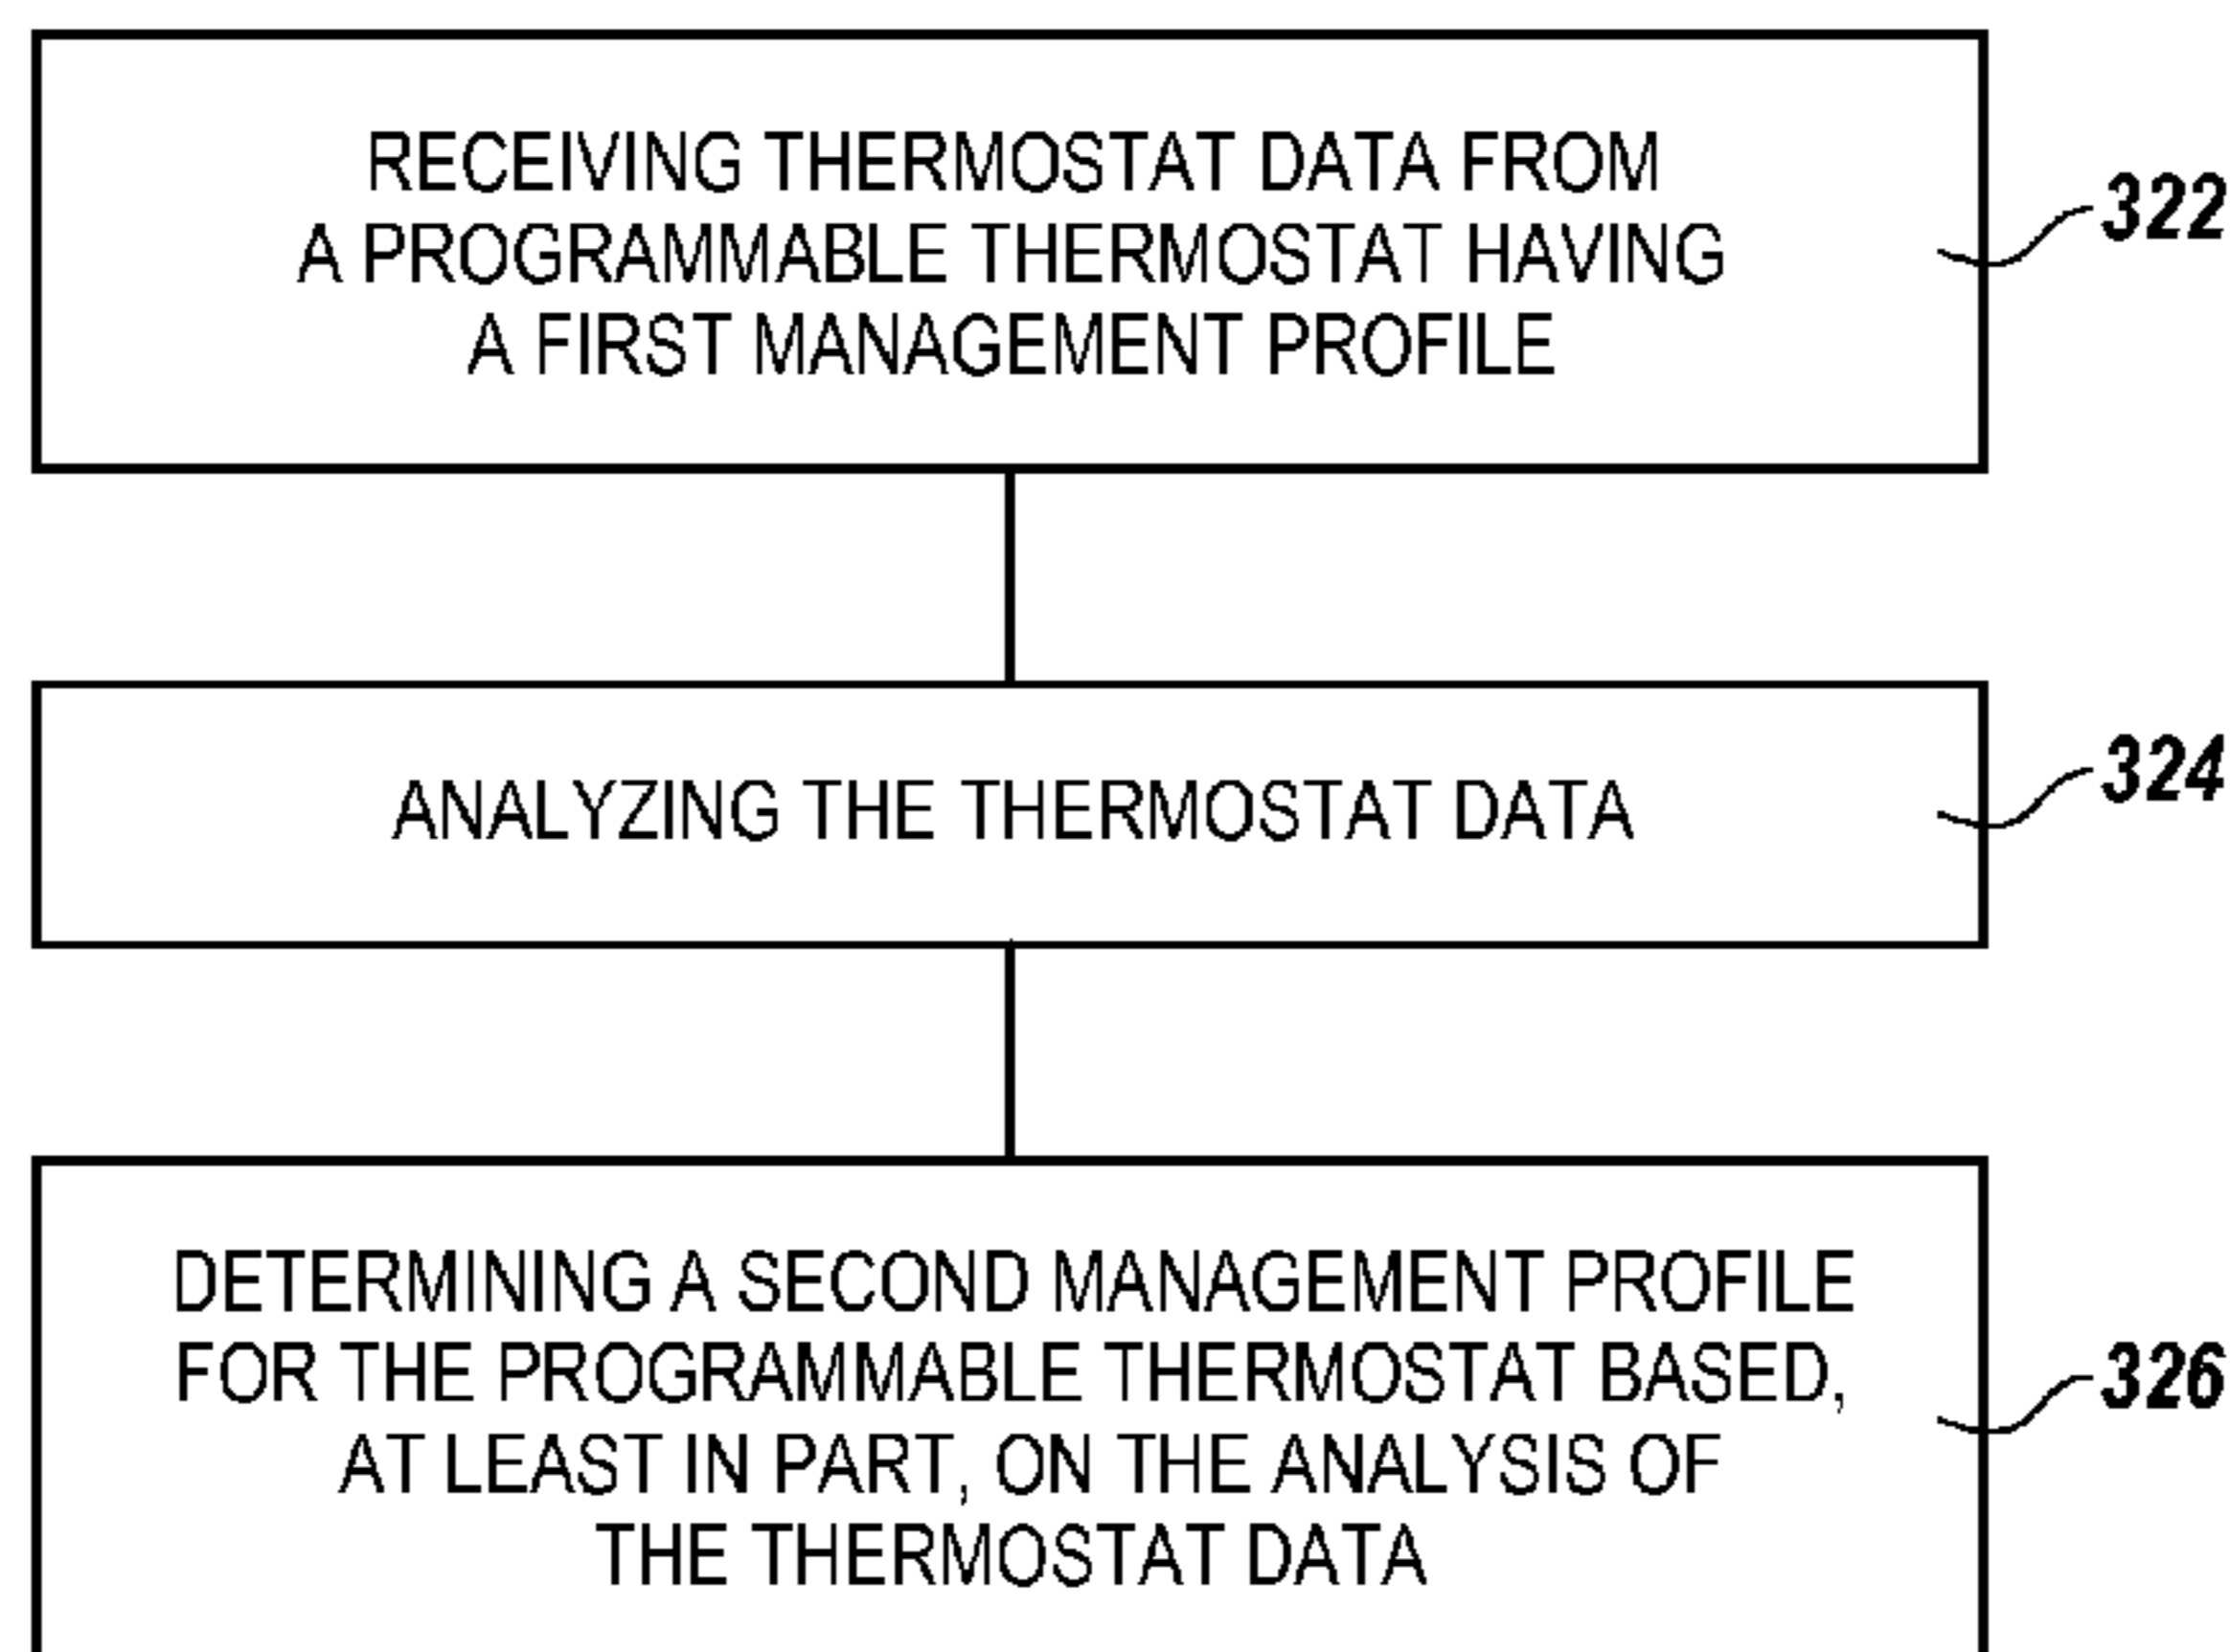 RECEIVING THERMOSTAT DATA FROM
A PROGRAMMABLE THERMOSTAT HAVING
A FIRST MANAGEMENT PROFILE
322
ANALYZING THE THERMOSTAT DATA
324
DETERMINING A SECOND MANAGEMENT PROFILE
FOR THE PROGRAMMABLE THERMOSTAT BASED,
AT LEAST IN PART, ON THE ANALYSIS OF
THE THERMOSTAT DATA
326